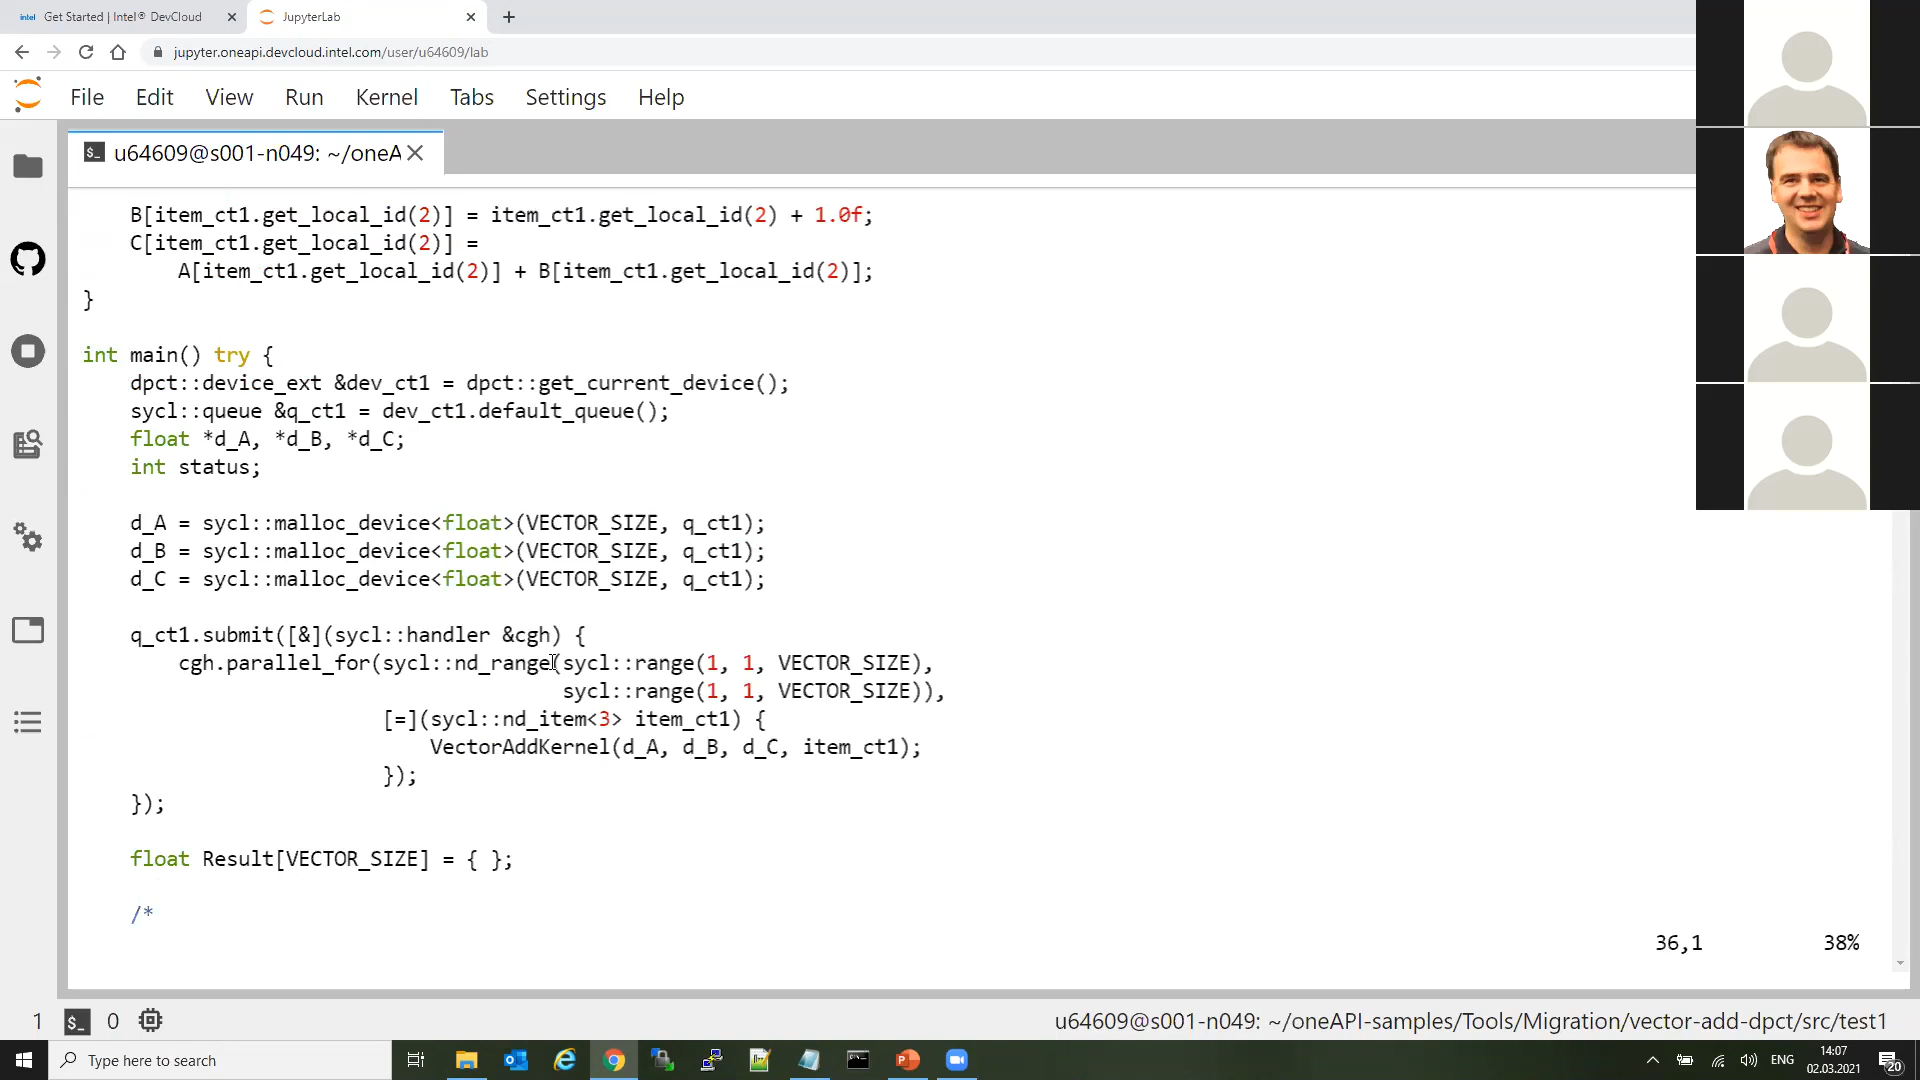 intel Get Started | Intel® DevCloud
JupyterLab
jupyter.oneapi.devcloud.intel.com/user/u64609/lab
File Edit View Run Kernel Tabs Settings Help
$_ u64609@s001-n049: ~/oneA
B[item_ct1.get_local_id(2)] = item_ct1.get_local_id(2) + 1.0f;
C[item_ct1.get_local_id(2)] =
A[item_ct1.get_local_id(2)] + B[item_ct1.get_local_id(2)];
}
int main() try {
dpct::device_ext &dev_ct1 = dpct::get_current_device();
sycl::queue &q_ct1 = dev_ct1.default_queue();
float *d_A, *d_B, *d_C;
int status;
d_A = sycl::malloc_device<float>(VECTOR_SIZE, q_ct1);
d_B = sycl::malloc_device<float>(VECTOR_SIZE, q_ct1);
d_C = sycl::malloc_device<float>(VECTOR_SIZE, q_ct1);
q_ct1.submit([&](sycl::handler &cgh) {
cgh.parallel_for(sycl::nd_range(sycl::range(1, 1, VECTOR_SIZE),
sycl::range(1, 1, VECTOR_SIZE)),
[=](sycl::nd_item<3> item_ct1) {
VectorAddKernel(d_A, d_B, d_C, item_ct1);
});
});
float Result[VECTOR_SIZE] = { };
/*
36,1 38%
1 $_ 0 u64609@s001-n049: ~/oneAPI-samples/Tools/Migration/vector-add-dpct/src/test1
Type here to search
ENG
14:07
02.03.2021
20